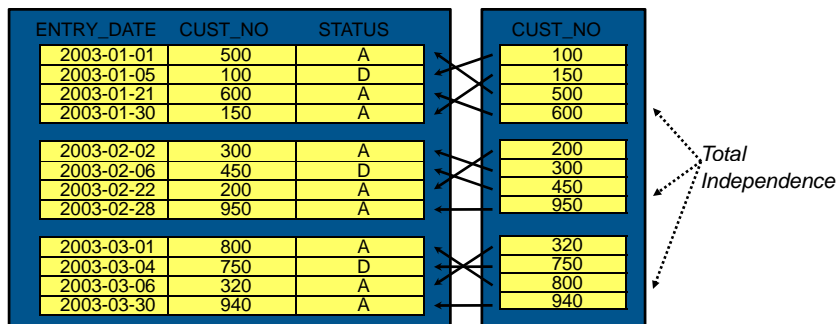 ENTRY_DATE CUST_NO STATUS
2003-01-01 500 A
2003-01-05 100 D
2003-01-21 600 A
2003-01-30 150 A
2003-02-02 300 A
2003-02-06 450 D
2003-02-22 200 A
2003-02-28 950 A
2003-03-01 800 A
2003-03-04 750 D
2003-03-06 320 A
2003-03-30 940 A
CUST_NO
100
150
500
600
200
300
450
950
320
750
800
940
Total
Independence